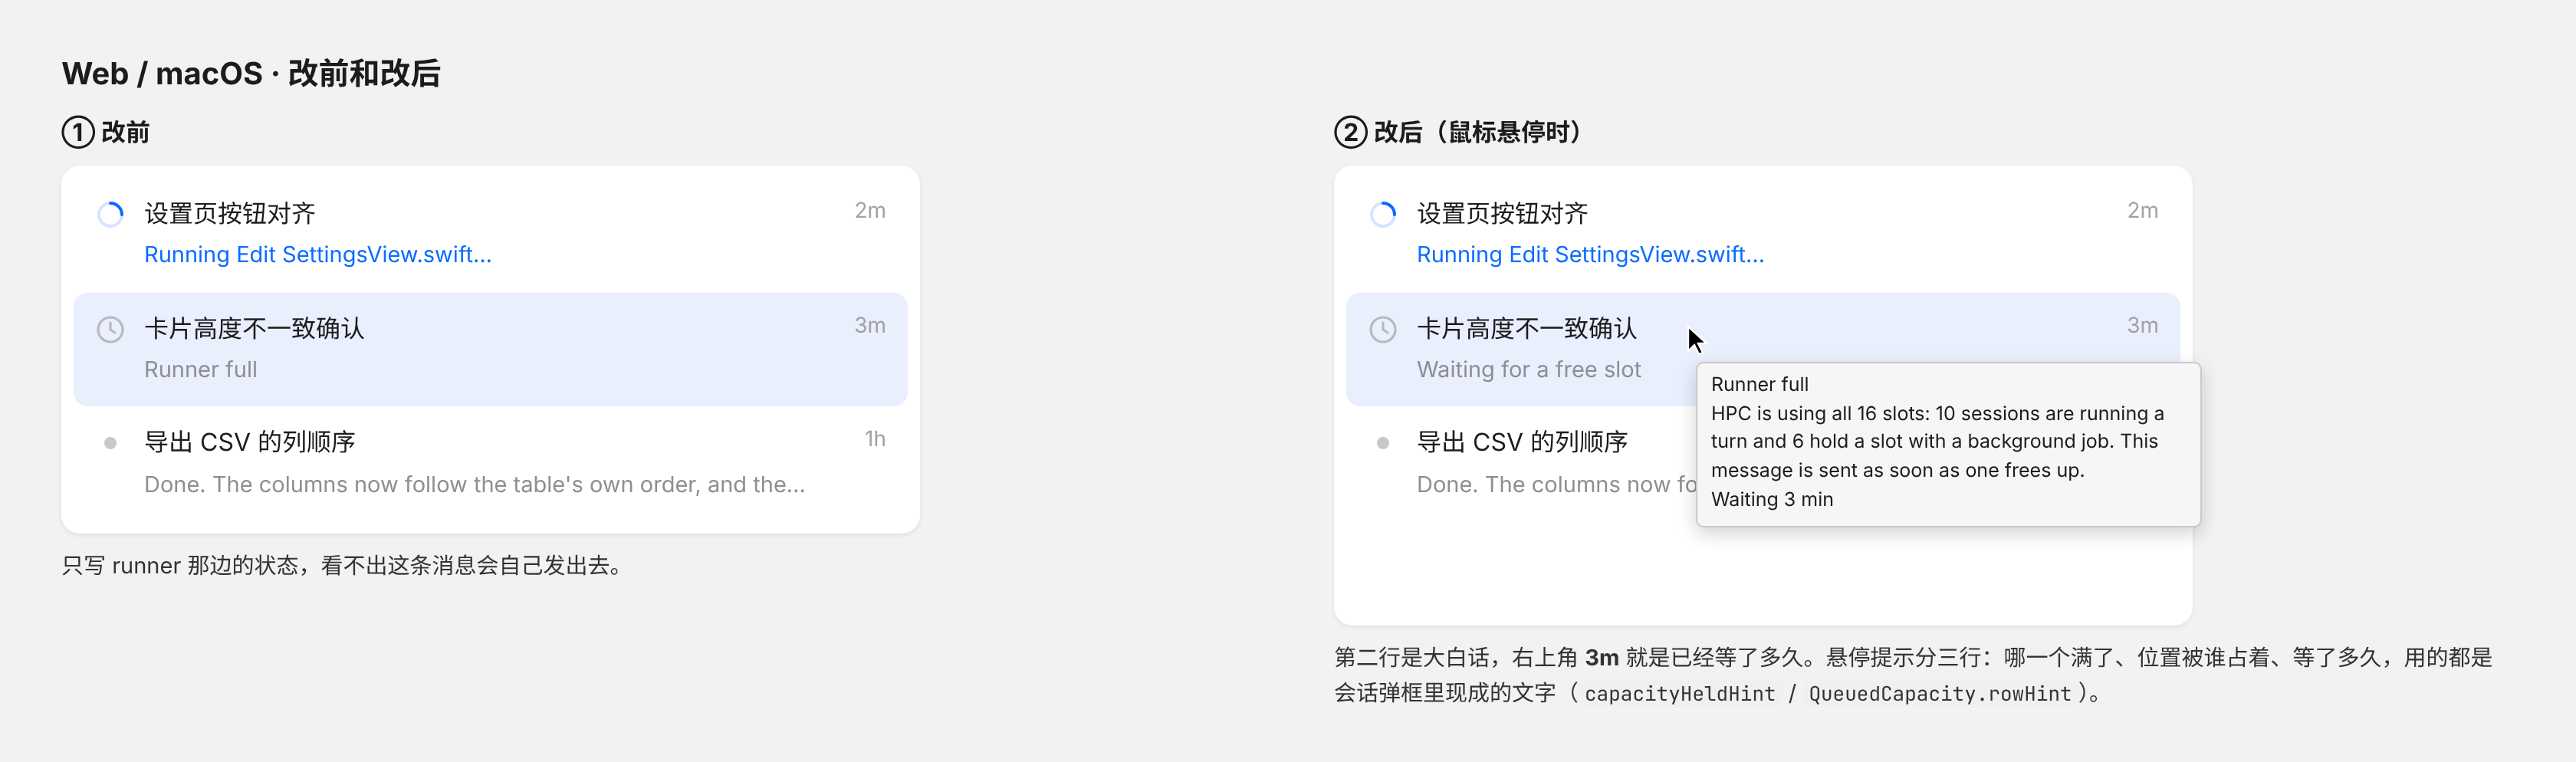 Web / macOS · 改前和改后
① 改前
设置页按钮对齐
2m
Running Edit SettingsView.swift...
卡片高度不一致确认
3m
Runner full
导出 CSV 的列顺序
1h
Done. The columns now follow the table's own order, and the...
只写 runner 那边的状态，看不出这条消息会自己发出去。
② 改后（鼠标悬停时）
设置页按钮对齐
2m
Running Edit SettingsView.swift...
卡片高度不一致确认
3m
Waiting for a free slot
导出 CSV 的列顺序
Done. The columns now fo
Runner full
HPC is using all 16 slots: 10 sessions are running a
turn and 6 hold a slot with a background job. This
message is sent as soon as one frees up.
Waiting 3 min
第二行是大白话，右上角 3m 就是已经等了多久。悬停提示分三行：哪一个满了、位置被谁占着、等了多久，用的都是
会话弹框里现成的文字（ capacityHeldHint / QueuedCapacity.rowHint ）。